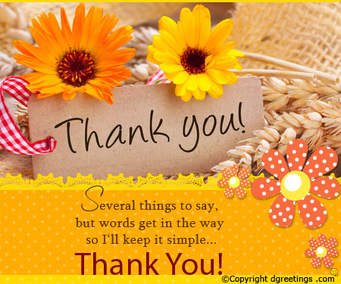 Thank you!
Several things to say,
but words get in the way
so I'll keep it simple...
Thank You!
©Copyright dgreetings.com